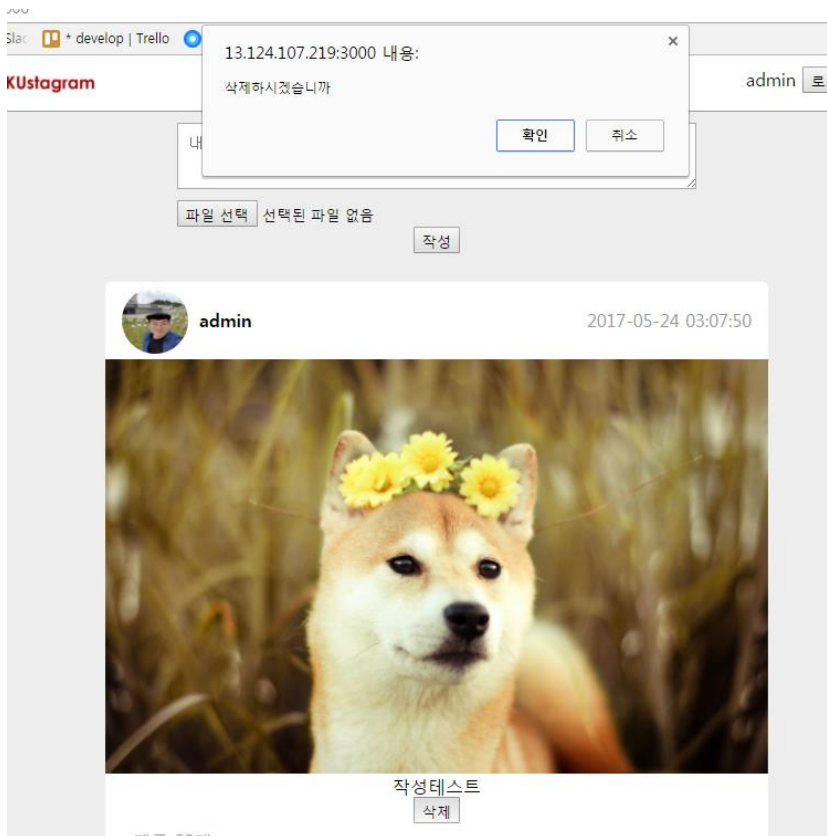 * develop | Trello
13.124.107.219:3000 내용:
삭제하시겠습니까
확인 취소
KUstagram
admin 로
내
파일 선택 선택된 파일 없음
작성
admin 2017-05-24 03:07:50
작성테스트
삭제